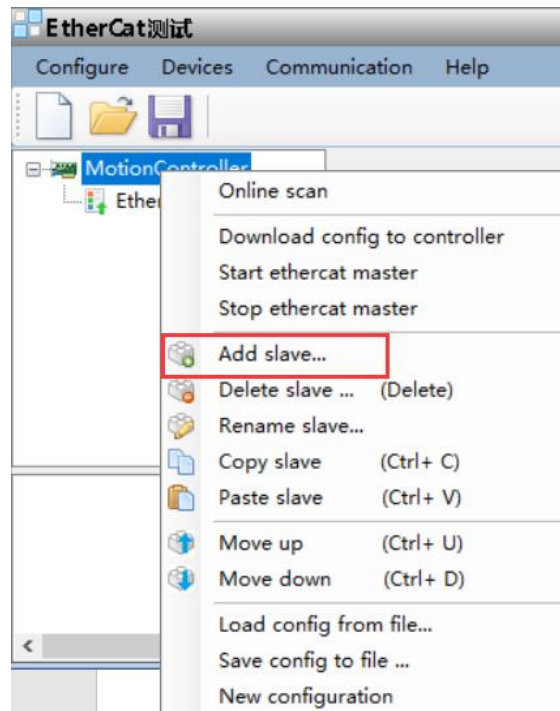 EtherCat测试
Configure Devices Communication Help
MotionController
Ether
Online scan
Download config to controller
Start ethercat master
Stop ethercat master
Add slave...
Delete slave ... (Delete)
Rename slave...
Copy slave (Ctrl+ C)
Paste slave (Ctrl+ V)
Move up (Ctrl+ U)
Move down (Ctrl+ D)
Load config from file...
Save config to file ...
New configuration